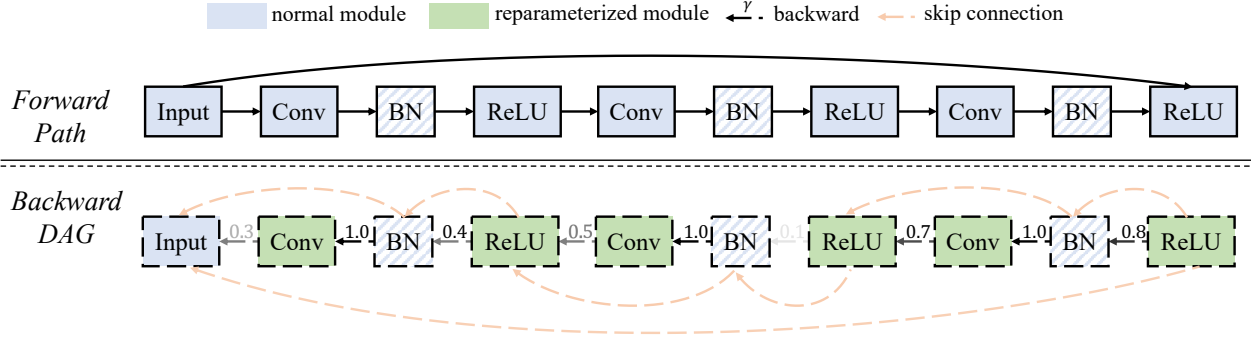 normal module reparameterized module γ backward skip connection
Forward Path
Input Conv BN ReLU Conv BN ReLU Conv BN ReLU
Backward DAG
Input 0.3 Conv 1.0 BN 0.4 ReLU 0.5 Conv 1.0 BN 0.1 ReLU 0.7 Conv 1.0 BN 0.8 ReLU